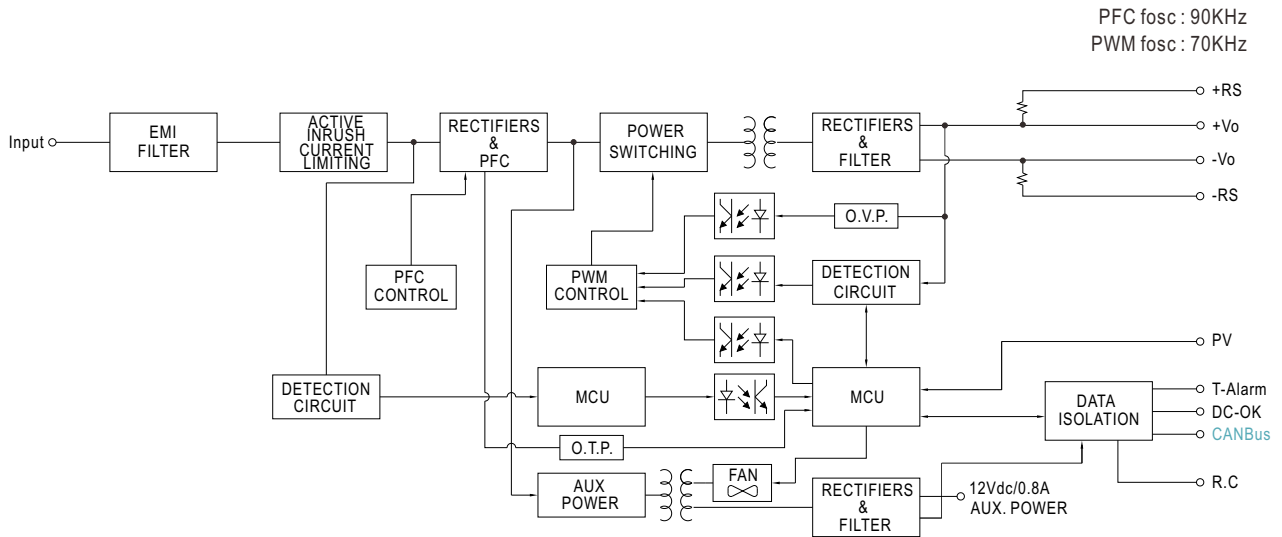 PFC fosc : 90KHz
PWM fosc : 70KHz
Input
EMI
FILTER
ACTIVE
INRUSH
CURRENT
LIMITING
RECTIFIERS
&
PFC
POWER
SWITCHING
RECTIFIERS
&
FILTER
+RS
+Vo
-Vo
-RS
O.V.P.
PFC
CONTROL
PWM
CONTROL
DETECTION
CIRCUIT
DETECTION
CIRCUIT
MCU
MCU
PV
DATA
ISOLATION
T-Alarm
DC-OK
CANBus
R.C
O.T.P.
AUX
POWER
FAN
RECTIFIERS
&
FILTER
12Vdc/0.8A
AUX. POWER